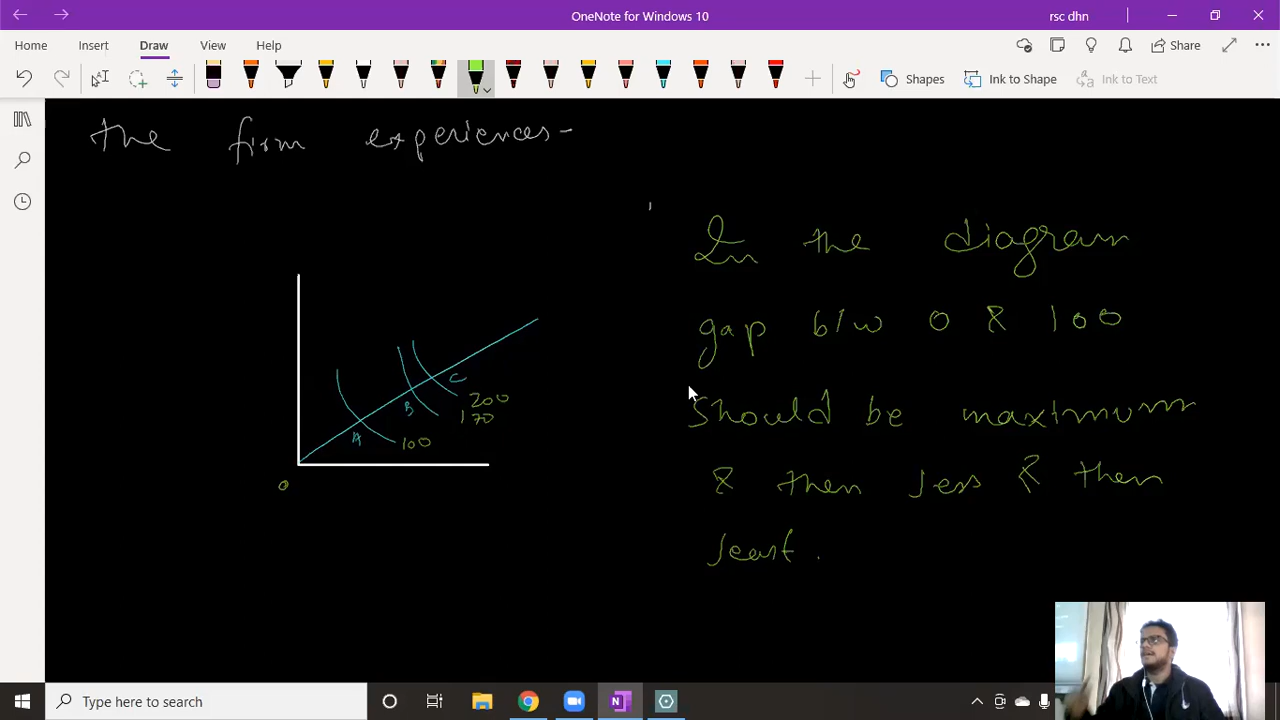 OneNote for Windows 10
rsc dhn
Home Insert Draw View Help
Share
Shapes
Ink to Shape
Ink to Text
the firm experiences-
In the diagram
gap b/w 0 & 100
should be maximum
& then less & then
least.
A
B
C
100
170
200
0
Type here to search